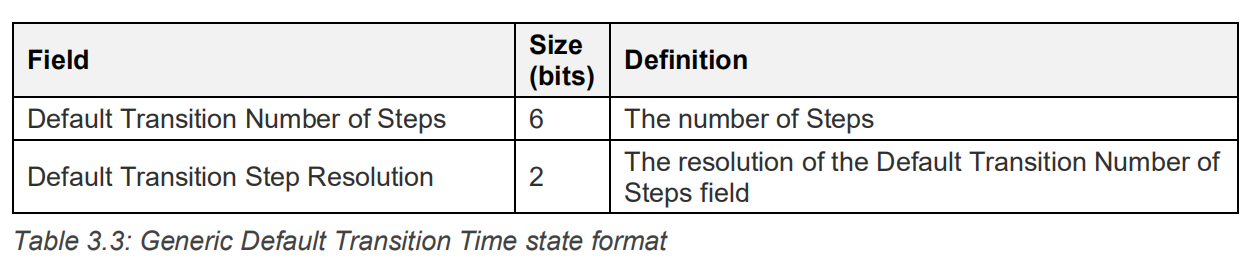 Field
Size
(bits)
Definition
Default Transition Number of Steps
6
The number of Steps
Default Transition Step Resolution
2
The resolution of the Default Transition Number of
Steps field
Table 3.3: Generic Default Transition Time state format